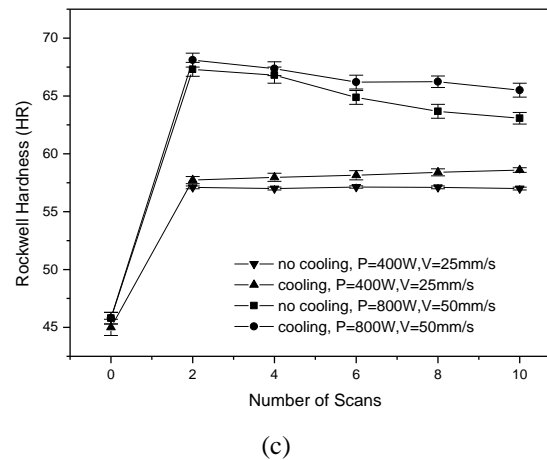 70
65
60
55
50
45
Rockwell Hardness (HR)
no cooling, P=400W,V=25mm/s
cooling, P=400W,V=25mm/s
no cooling, P=800W,V=50mm/s
cooling, P=800W,V=50mm/s
0 2 4 6 8 10
Number of Scans
(c)